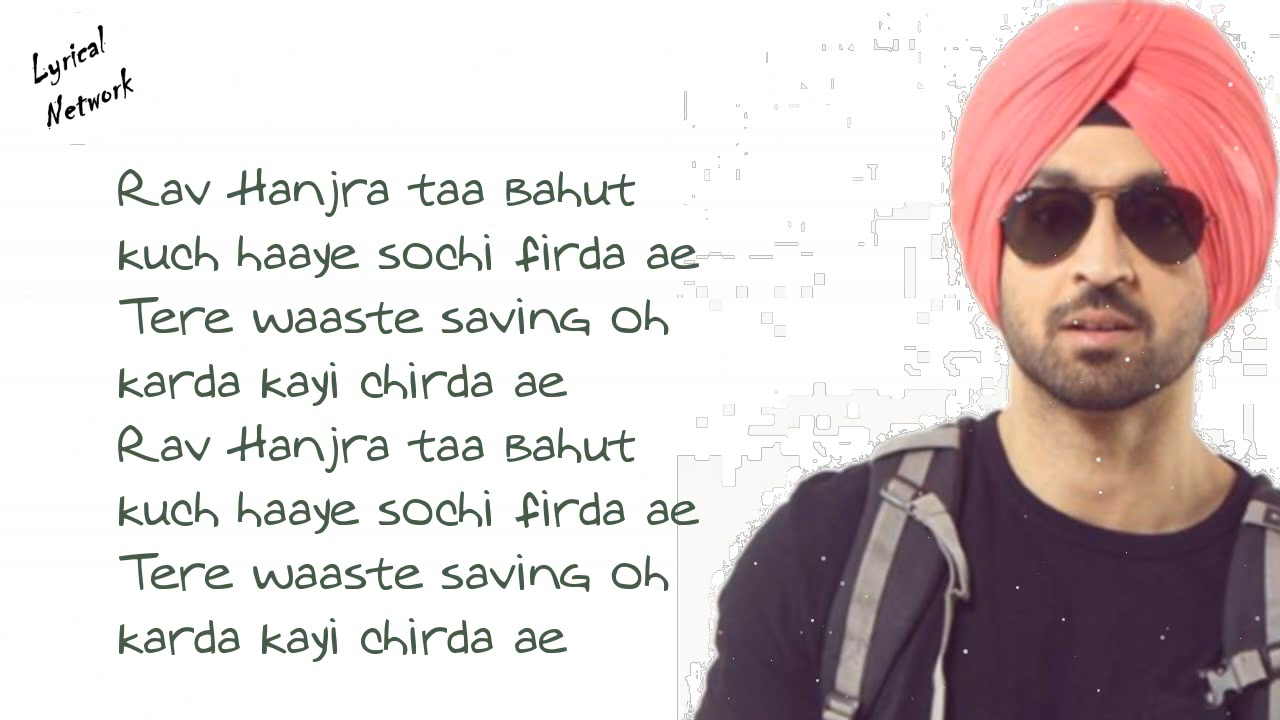 Lyrical
Network
Rav Hanjra taa Bahut
kuch haaye sochi firda ae
Tere waaste saving oh
karda kayi chirda ae
Rav Hanjra taa Bahut
kuch haaye sochi firda ae
Tere waaste saving oh
karda kayi chirda ae